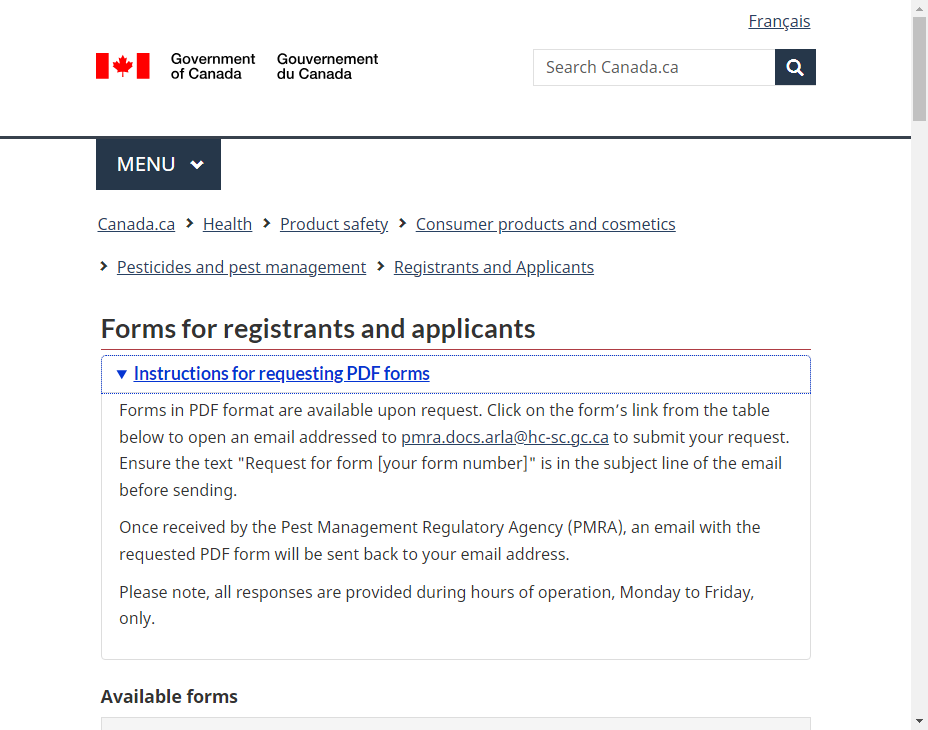 Français
Government of Canada
Gouvernement du Canada
Search Canada.ca
MENU
Canada.ca Health Product safety Consumer products and cosmetics
Pesticides and pest management Registrants and Applicants
Forms for registrants and applicants
Instructions for requesting PDF forms
Forms in PDF format are available upon request. Click on the form's link from the table
below to open an email addressed to pmra.docs.arla@hc-sc.gc.ca to submit your request.
Ensure the text "Request for form [your form number]" is in the subject line of the email
before sending.
Once received by the Pest Management Regulatory Agency (PMRA), an email with the
requested PDF form will be sent back to your email address.
Please note, all responses are provided during hours of operation, Monday to Friday,
only.
Available forms